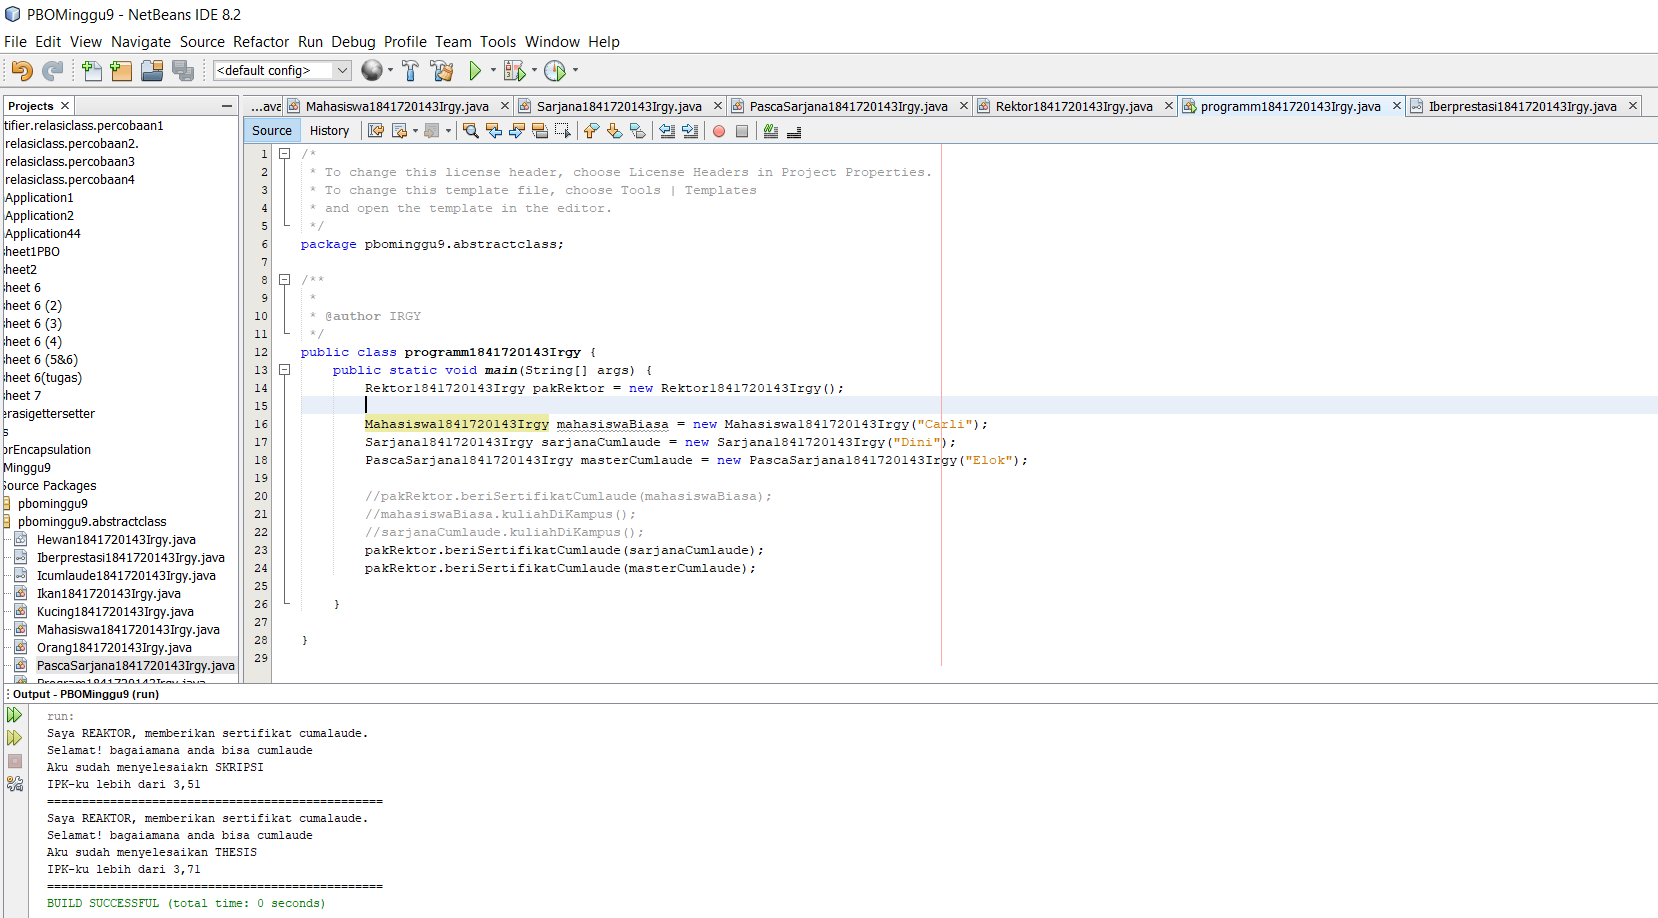 PBOMinggu9 - NetBeans IDE 8.2
File Edit View Navigate Source Refactor Run Debug Profile Team Tools Window Help
<default config>
Projects
...ava Mahasiswa1841720143Irgy.java Sarjana1841720143Irgy.java PascaSarjana1841720143Irgy.java Rektor1841720143Irgy.java programm1841720143Irgy.java Iberprestasi1841720143Irgy.java
Source History
tifier.relasiclass.percobaan1
relasiclass.percobaan2.
relasiclass.percobaan3
relasiclass.percobaan4
Application1
Application2
Application44
heet1PBO
heet2
heet 6
heet 6 (2)
heet 6 (3)
heet 6 (4)
heet 6 (5&6)
heet 6(tugas)
heet 7
erasigettersetter
s
orEncapsulation
Minggu9
Source Packages
pbominggu9
pbominggu9.abstractclass
Hewan1841720143Irgy.java
Iberprestasi1841720143Irgy.java
Icumlaude1841720143Irgy.java
Ikan1841720143Irgy.java
Kucing1841720143Irgy.java
Mahasiswa1841720143Irgy.java
Orang1841720143Irgy.java
PascaSarjana1841720143Irgy.java
Program1841720143Irgy.java
1 /*
2 * To change this license header, choose License Headers in Project Properties.
3 * To change this template file, choose Tools | Templates
4 * and open the template in the editor.
5 */
6 package pbominggu9.abstractclass;
7
8 /**
9 *
10 * @author IRGY
11 */
12 public class programm1841720143Irgy {
13 public static void main(String[] args) {
14 Rektor1841720143Irgy pakRektor = new Rektor1841720143Irgy();
15
16 Mahasiswa1841720143Irgy mahasiswaBiasa = new Mahasiswa1841720143Irgy("Carli");
17 Sarjana1841720143Irgy sarjanaCumlaude = new Sarjana1841720143Irgy("Dini");
18 PascaSarjana1841720143Irgy masterCumlaude = new PascaSarjana1841720143Irgy("Elok");
19
20 //pakRektor.beriSertifikatCumlaude(mahasiswaBiasa);
21 //mahasiswaBiasa.kuliahDiKampus();
22 //sarjanaCumlaude.kuliahDiKampus();
23 pakRektor.beriSertifikatCumlaude(sarjanaCumlaude);
24 pakRektor.beriSertifikatCumlaude(masterCumlaude);
25
26 }
27
28 }
29
Output - PBOMinggu9 (run)
run:
Saya REAKTOR, memberikan sertifikat cumalaude.
Selamat! bagaiamana anda bisa cumlaude
Aku sudah menyelesaiakn SKRIPSI
IPK-ku lebih dari 3,51
================================================
Saya REAKTOR, memberikan sertifikat cumalaude.
Selamat! bagaiamana anda bisa cumlaude
Aku sudah menyelesaikan THESIS
IPK-ku lebih dari 3,71
================================================
BUILD SUCCESSFUL (total time: 0 seconds)